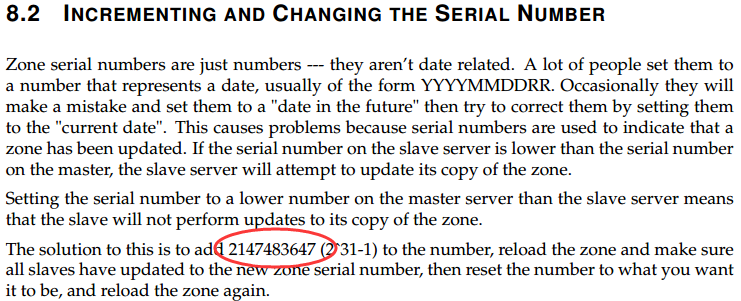 8.2 INCREMENTING AND CHANGING THE SERIAL NUMBER
Zone serial numbers are just numbers --- they aren't date related. A lot of people set them to
a number that represents a date, usually of the form YYYYMMDDRR. Occasionally they will
make a mistake and set them to a "date in the future" then try to correct them by setting them
to the "current date". This causes problems because serial numbers are used to indicate that a
zone has been updated. If the serial number on the slave server is lower than the serial number
on the master, the slave server will attempt to update its copy of the zone.
Setting the serial number to a lower number on the master server than the slave server means
that the slave will not perform updates to its copy of the zone.
The solution to this is to add 2147483647 (2^31-1) to the number, reload the zone and make sure
all slaves have updated to the new zone serial number, then reset the number to what you want
it to be, and reload the zone again.